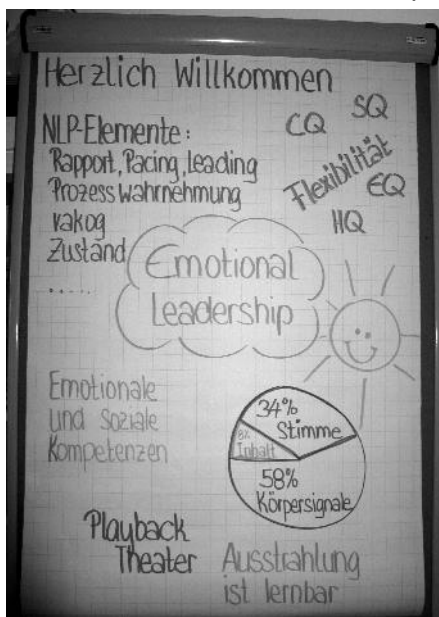 Herzlich Willkommen
CQ
SQ
NLP-Elemente:
Rapport, Pacing, Leading
Prozesswahrnehmung
vakog
Zustand
.....
Flexibilität
EQ
HQ
Emotional
Leadership
Emotionale
und soziale
Kompetenzen
34%
Stimme
8%
Inhalt
58%
Körpersignale
Playback
Theater
Ausstrahlung
ist lernbar